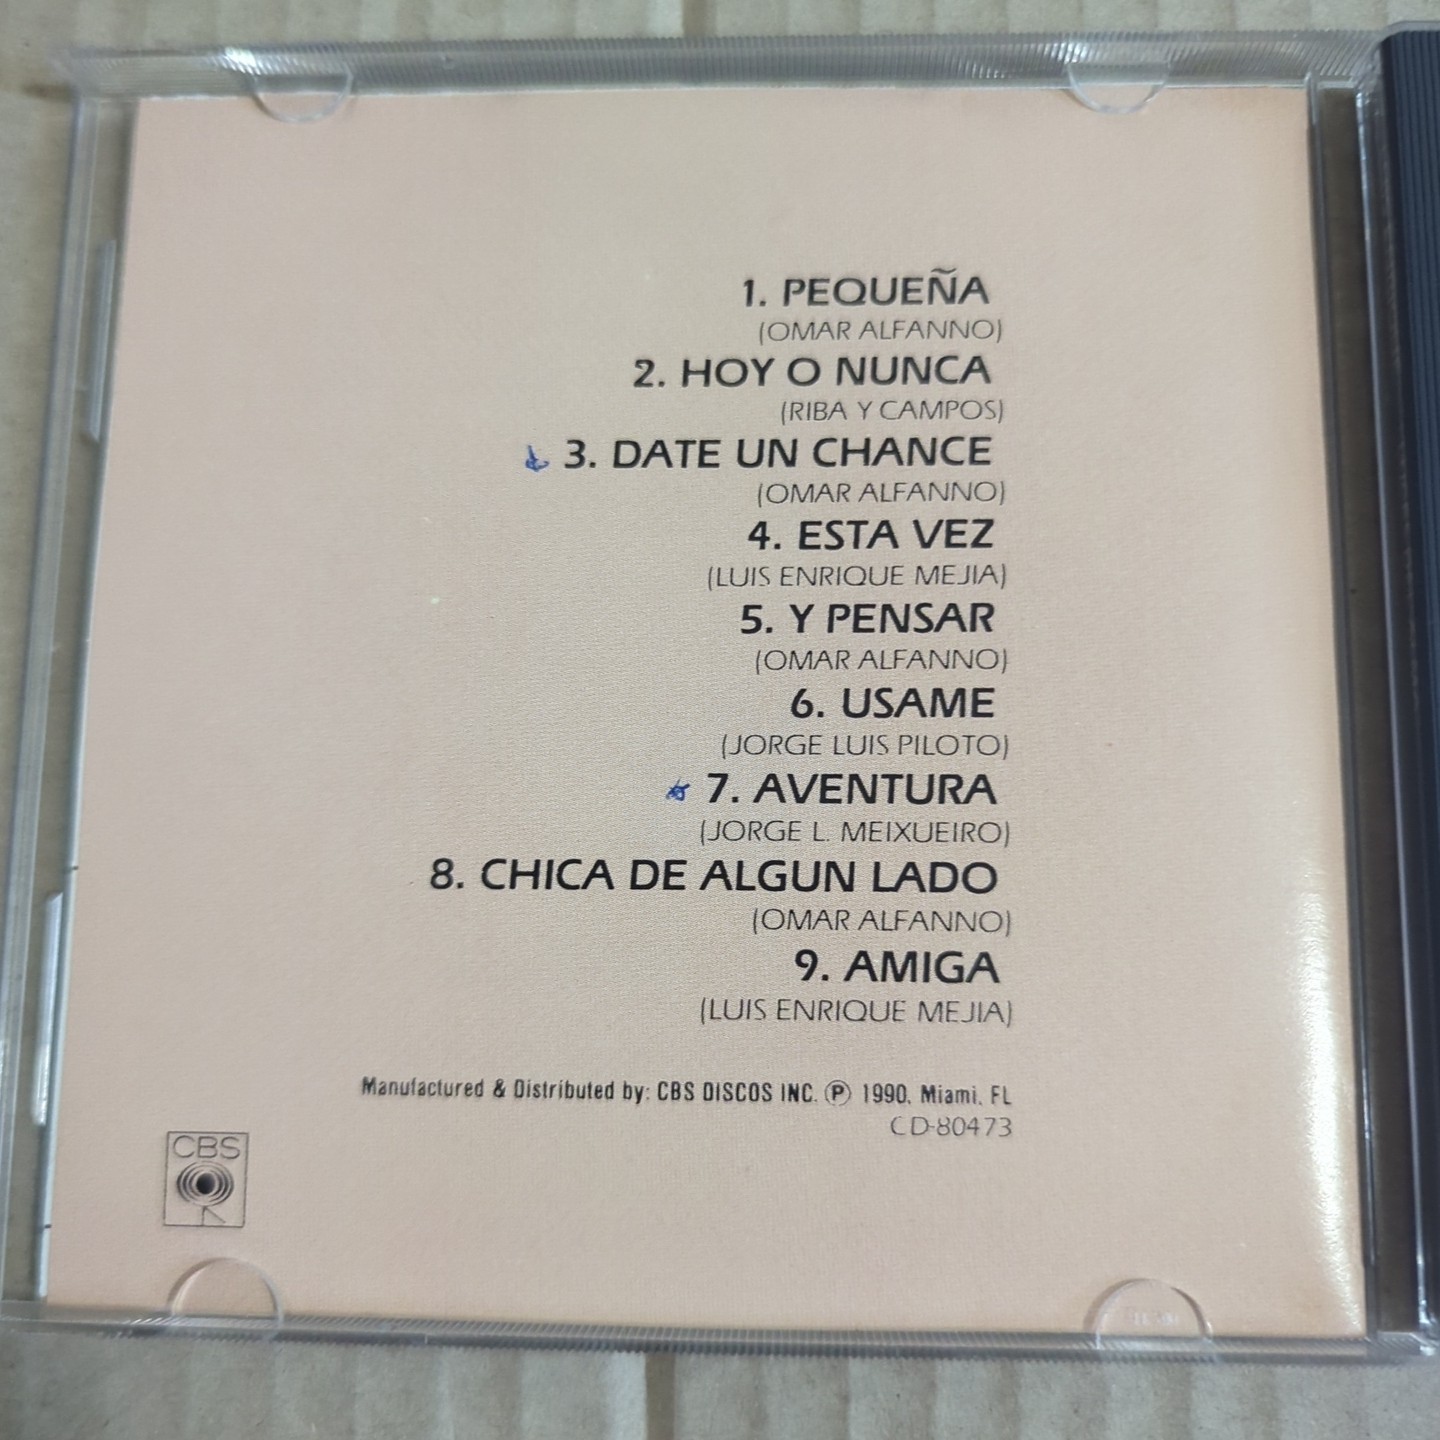 1. PEQUEÑA
(OMAR ALFANNO)
2. HOY O NUNCA
(RIBA Y CAMPOS)
3. DATE UN CHANCE
(OMAR ALFANNO)
4. ESTA VEZ
(LUIS ENRIQUE MEJIA)
5. Y PENSAR
(OMAR ALFANNO)
6. USAME
(JORGE LUIS PILOTO)
7. AVENTURA
(JORGE L. MEIXUEIRO)
8. CHICA DE ALGUN LADO
(OMAR ALFANNO)
9. AMIGA
(LUIS ENRIQUE MEJIA)
Manufactured & Distributed by: CBS DISCOS INC. Ⓟ 1990, Miami, FL
CD-80473
CBS